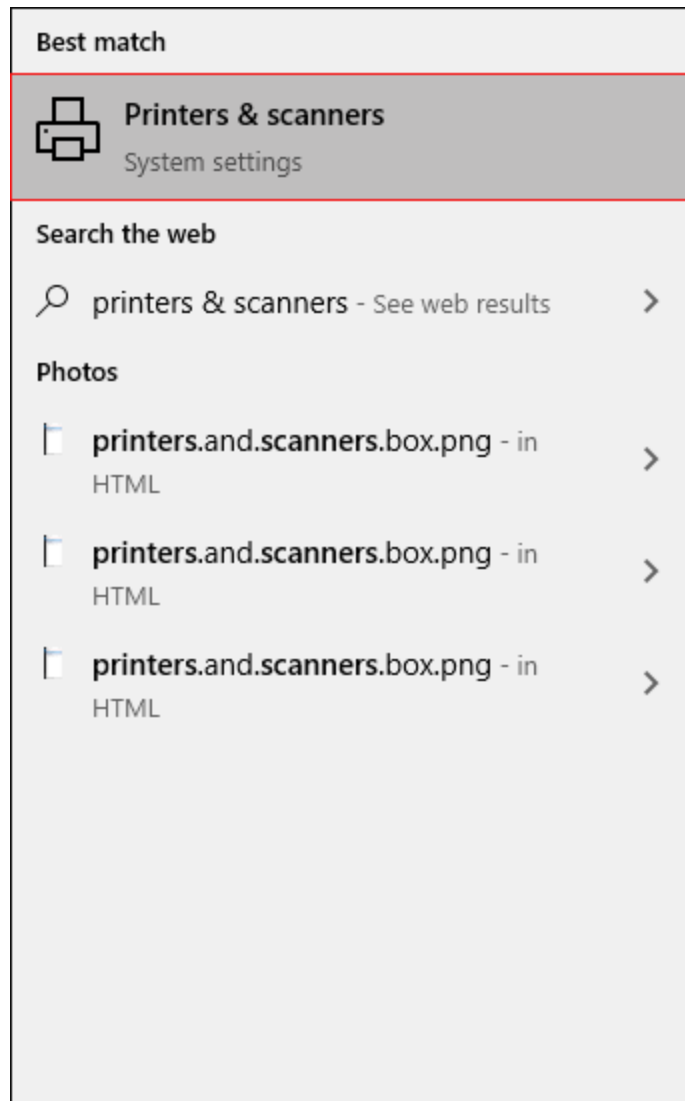 Best match
Printers & scanners
System settings
Search the web
printers & scanners - See web results
Photos
printers.and.scanners.box.png - in
HTML
printers.and.scanners.box.png - in
HTML
printers.and.scanners.box.png - in
HTML